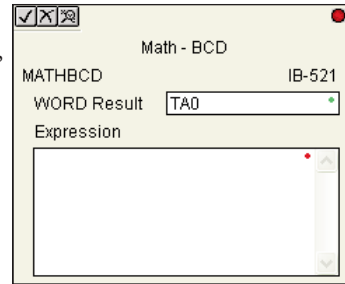 Math - BCD
MATHBCD IB-521
WORD Result TA0
Expression